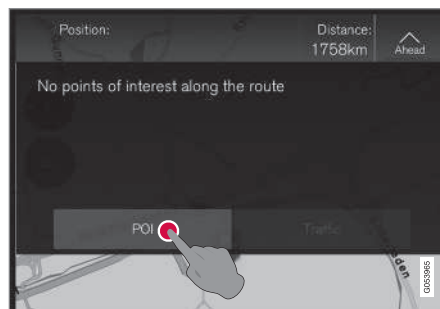 Position:
Distance:
1758km
Ahead
No points of interest along the route
POI
Traffic
G053965